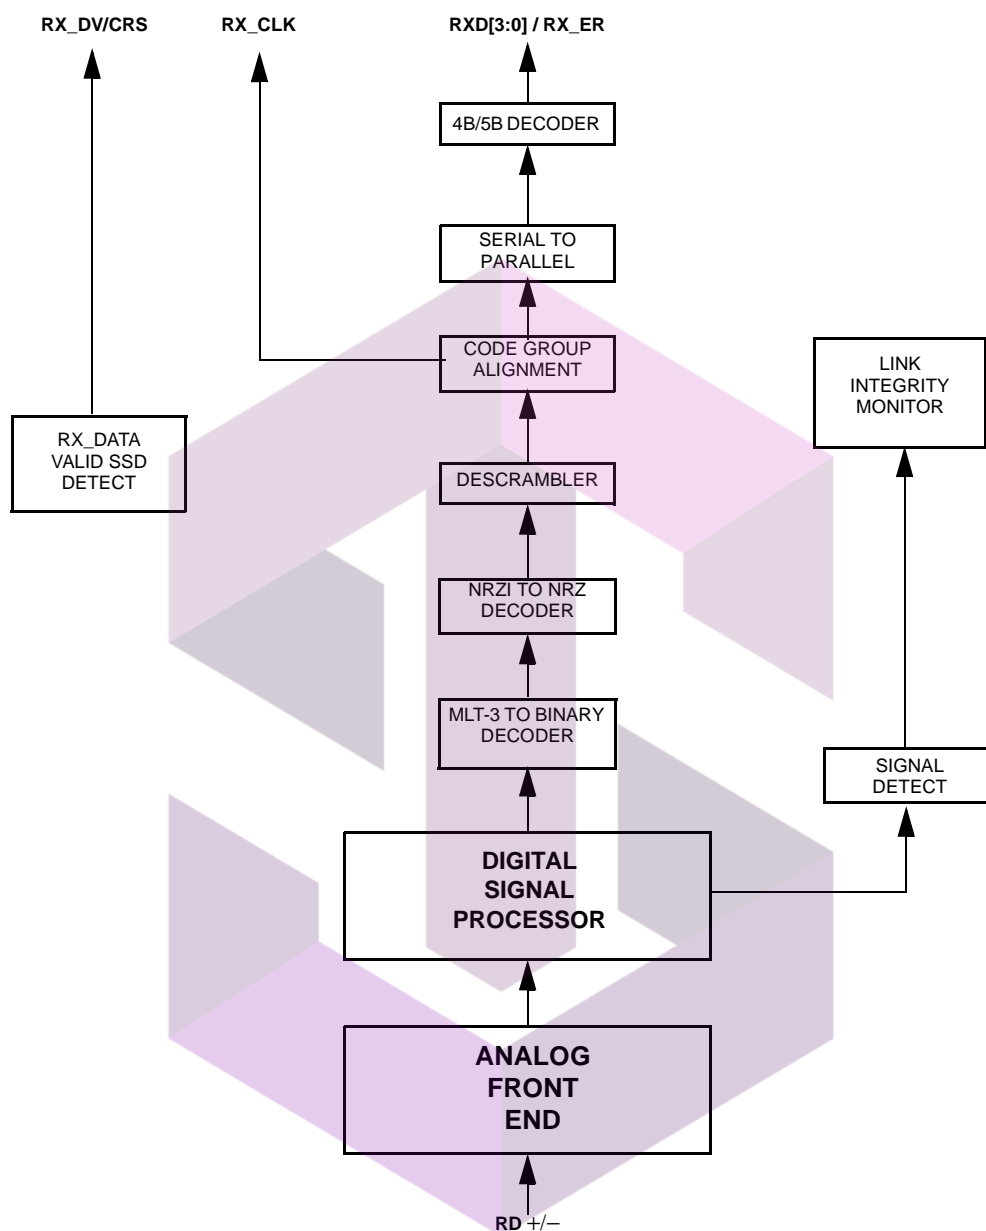 RX_DV/CRS
RX_CLK
RXD[3:0] / RX_ER
4B/5B DECODER
SERIAL TO
PARALLEL
CODE GROUP
ALIGNMENT
LINK
INTEGRITY
MONITOR
RX_DATA
VALID SSD
DETECT
DESCRAMBLER
NRZI TO NRZ
DECODER
MLT-3 TO BINARY
DECODER
SIGNAL
DETECT
DIGITAL
SIGNAL
PROCESSOR
ANALOG
FRONT
END
RD +/−